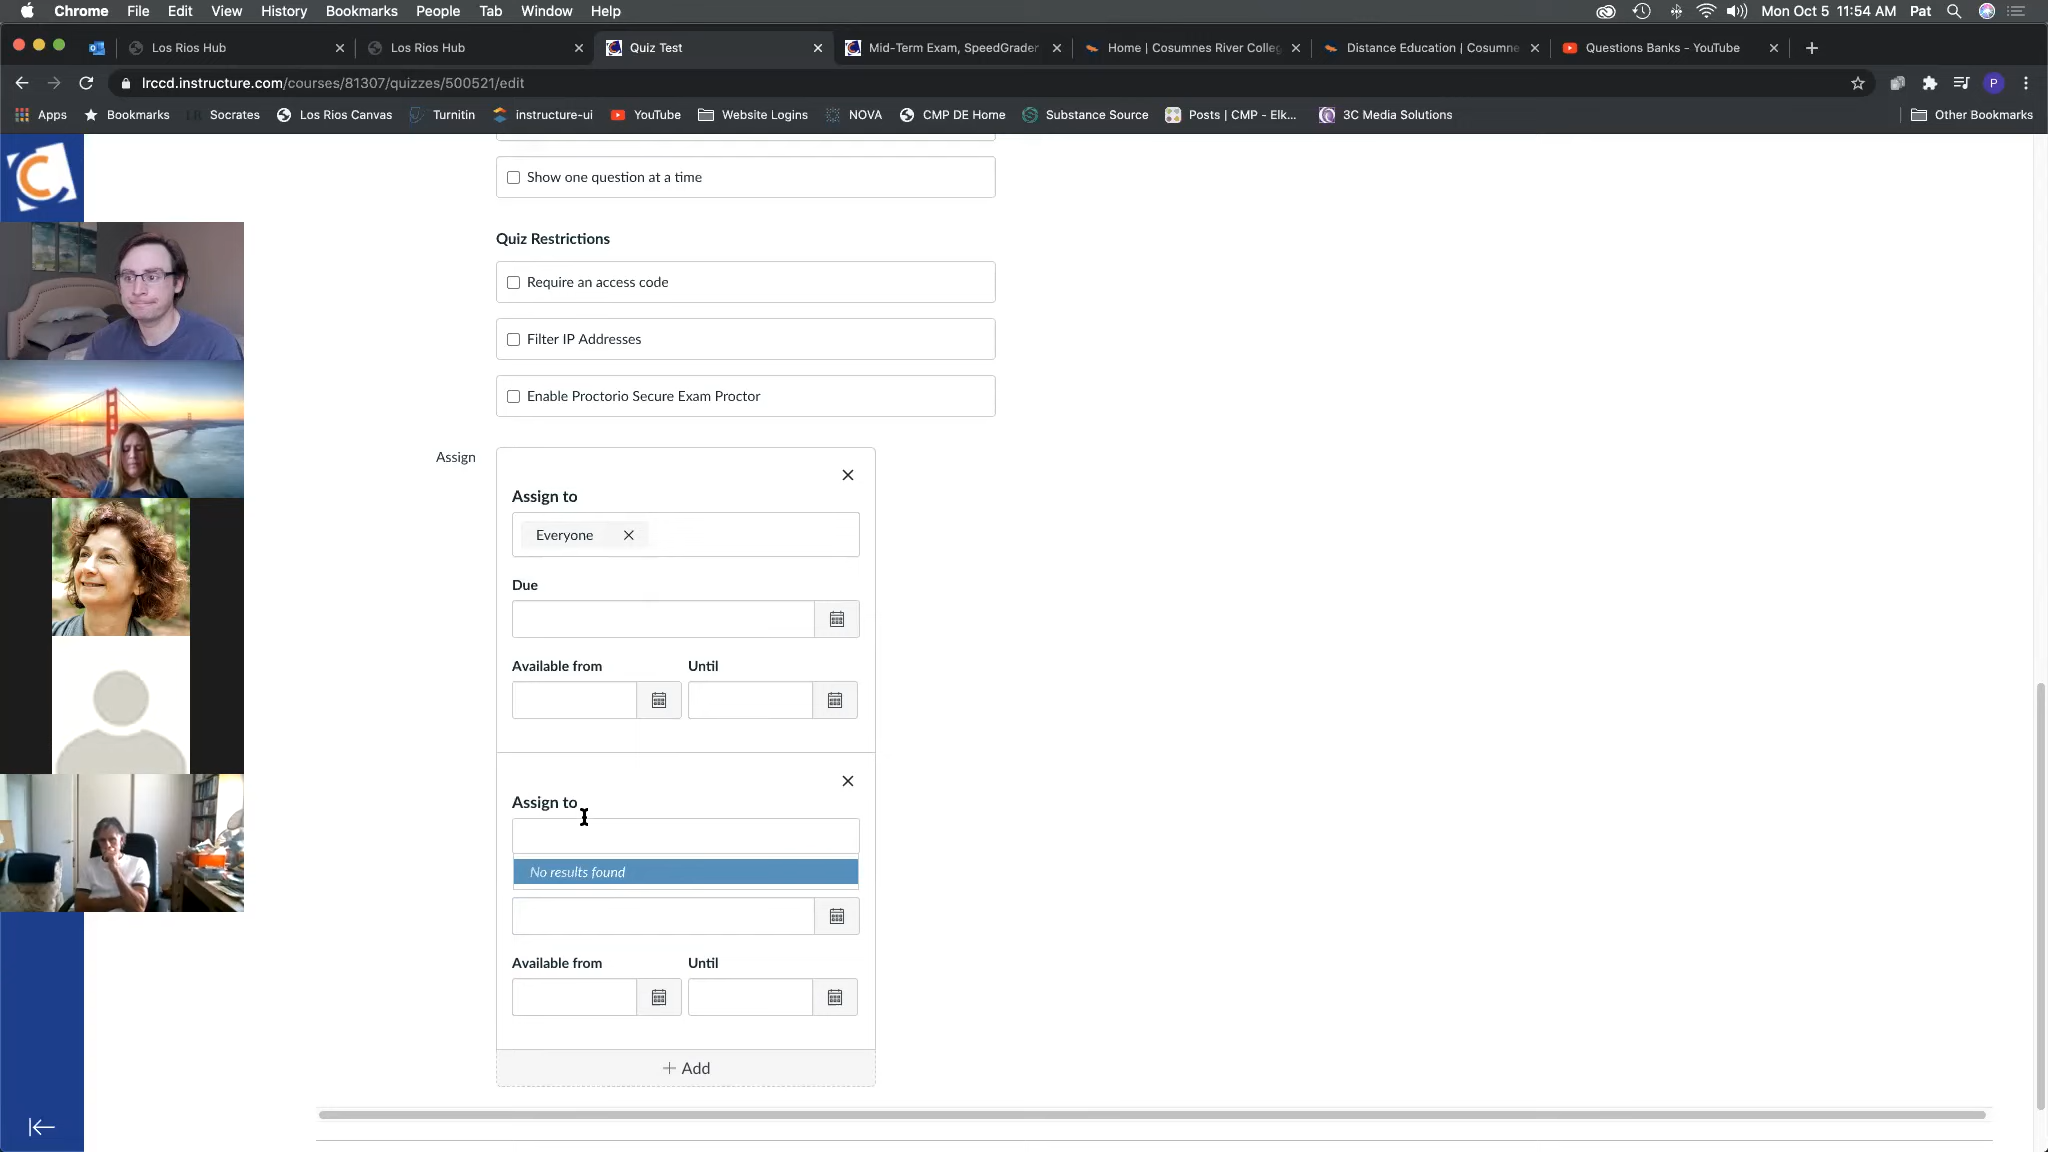 Chrome File Edit View History Bookmarks People Tab Window Help Mon Oct 5 11:54 AM Pat
Los Rios Hub Los Rios Hub Quiz Test Mid-Term Exam, SpeedGrader Home | Cosumnes River Colleg Distance Education | Cosumne Questions Banks - YouTube
lrccd.instructure.com/courses/81307/quizzes/500521/edit P
Apps Bookmarks Socrates Los Rios Canvas Turnitin instructure-ui YouTube Website Logins NOVA CMP DE Home Substance Source Posts | CMP - Elk... 3C Media Solutions Other Bookmarks
Show one question at a time
Quiz Restrictions
Require an access code
Filter IP Addresses
Enable Proctorio Secure Exam Proctor
Assign
Assign to
Everyone
Due
Available from Until
Assign to
No results found
Available from Until
+ Add